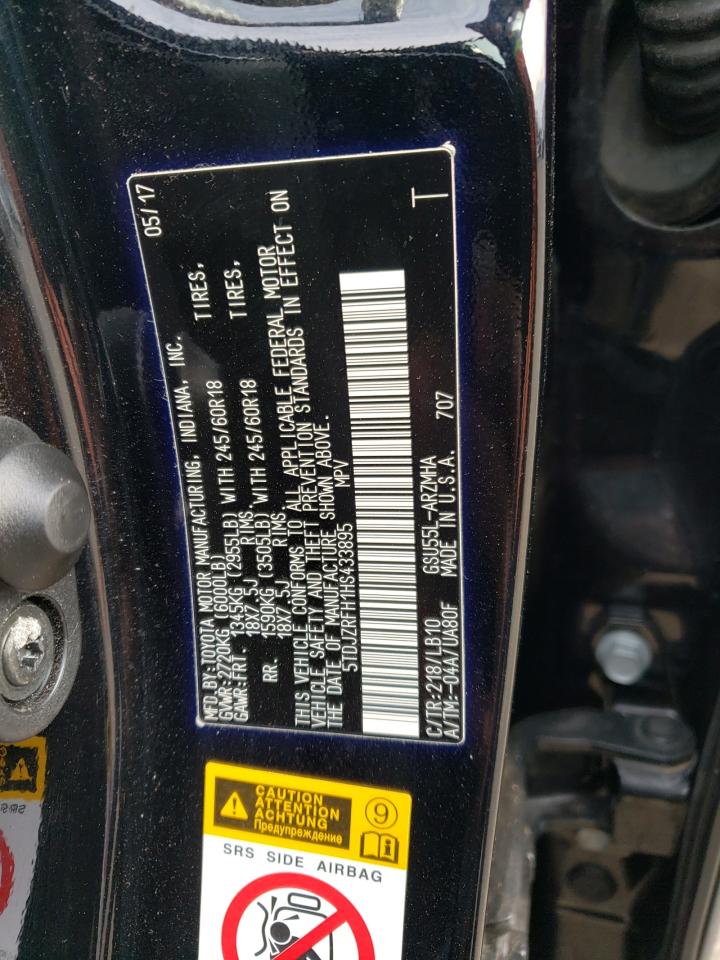 MFD.BY:TOYOTA MOTOR MANUFACTURING, INDIANA, INC. 05/17
GVWR:2720KG(6000LB)
GAWR:FRT. 1345KG (2955LB) WITH 245/60R18 TIRES,
18X7.5J RIMS.
RR. 1590KG (3505LB) WITH 245/60R18 TIRES,
18X7.5J RIMS.
THIS VEHICLE CONFORMS TO ALL APPLICABLE FEDERAL MOTOR
VEHICLE SAFETY AND THEFT PREVENTION STANDARDS IN EFFECT ON
THE DATE OF MANUFACTURE SHOWN ABOVE.
5TDJZRFH1HS433895 MPV
C/TR:218/LB10 GSU55L-ARZMHA T
A/TM:-04A/UA80F MADE IN U.S.A. 707
CAUTION
ATTENTION
ACHTUNG
Предупреждение
9
SRS SIDE AIRBAG